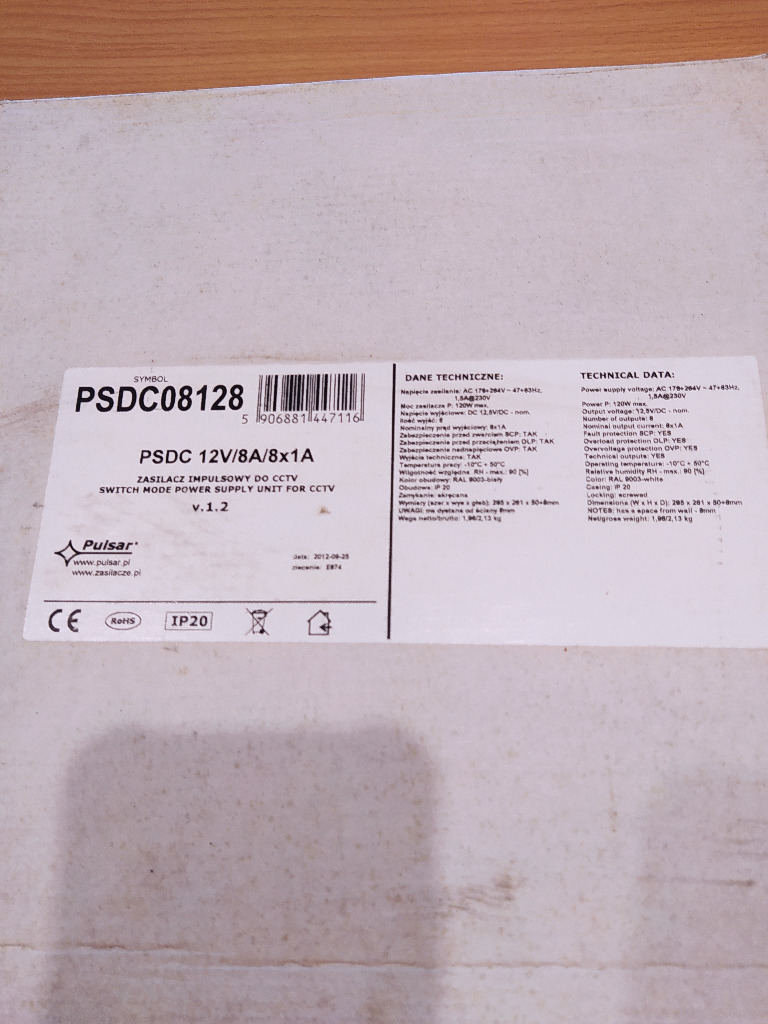 SYMBOL
PSDC08128
5 906881 447116
PSDC 12V/8A/8x1A
ZASILACZ IMPULSOWY DO CCTV
SWITCH MODE POWER SUPPLY UNIT FOR CCTV
v.1.2
Pulsar®
www.pulsar.pl
www.zasilacze.pl
data: 2012-09-25
zlecenie: E874
CE
RoHS
IP20
DANE TECHNICZNE:
Napięcie zasilania: AC 176÷264V ~ 47÷63Hz,
1,5A@230V
Moc zasilacza P: 120W max.
Napięcie wyjściowe: DC 12,5V/DC - nom.
Ilość wyjść: 8
Nominalny prąd wyjściowy: 8x1A
Zabezpieczenie przed zwarciem SCP: TAK
Zabezpieczenie przed przeciążeniem OLP: TAK
Zabezpieczenie nadnapięciowe OVP: TAK
Wyjścia techniczne: TAK
Temperatura pracy: -10°C + 50°C
Wilgotność względna RH - max.: 90 [%]
Kolor obudowy: RAL 9003-biały
Obudowa: IP 20
Zamykanie: skręcana
Wymiary (szer x wys x głęb): 285 x 261 x 50+8mm
UWAGI: ma dystans od ściany 8mm
Waga netto/brutto: 1,96/2,13 kg
TECHNICAL DATA:
Power supply voltage: AC 176÷264V ~ 47÷63Hz,
1,5A@230V
Power P: 120W max.
Output voltage: 12,5V/DC - nom.
Number of outputs: 8
Nominal output current: 8x1A
Fault protection SCP: YES
Overload protection OLP: YES
Overvoltage protection OVP: YES
Technical outputs: YES
Operating temperature: -10°C + 50°C
Relative humidity RH - max.: 90 [%]
Color: RAL 9003-white
Casing: IP 20
Locking: screwed
Dimensions (W x H x D): 285 x 261 x 50+8mm
NOTES: has a space from wall - 8mm
Net/gross weight: 1,96/2,13 kg